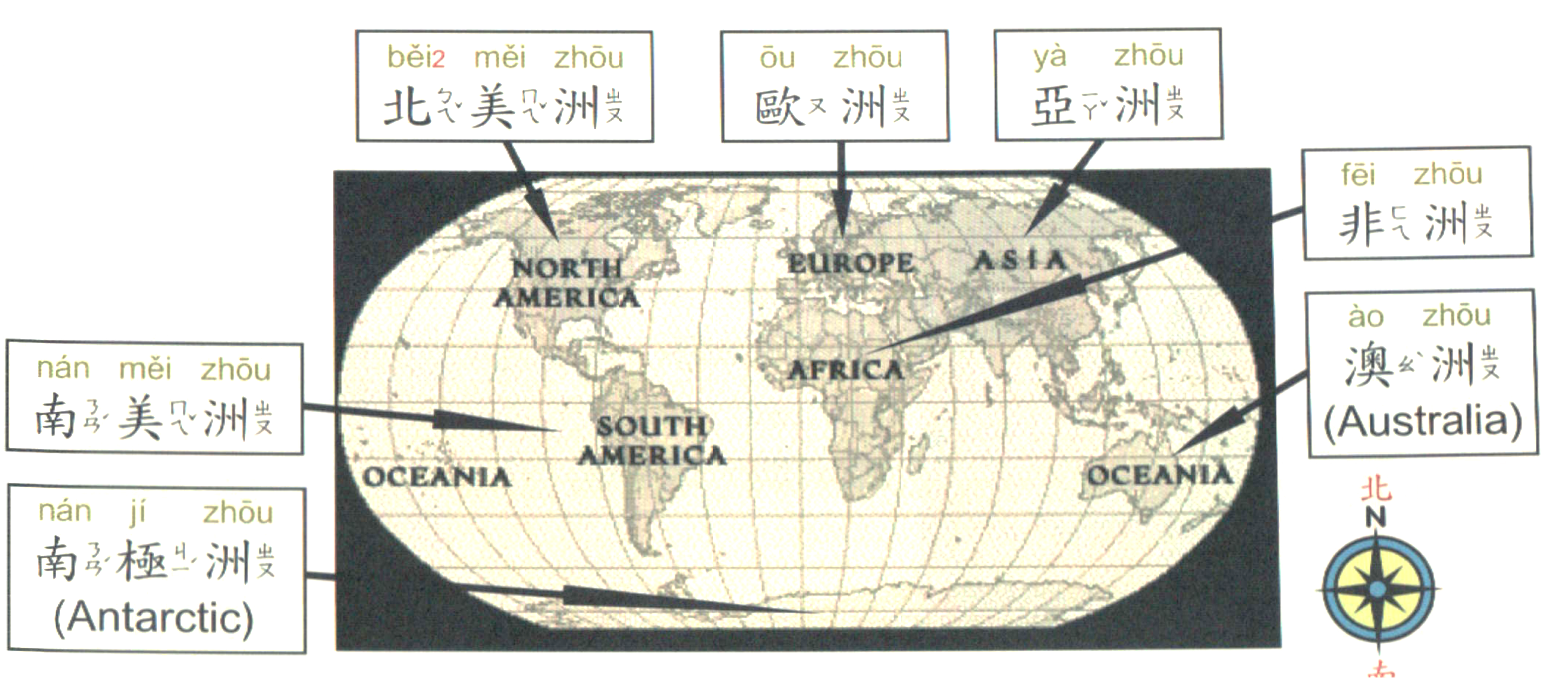 běi2 měi zhōu
北ㄅㄟˇ美ㄇㄟˇ洲ㄓㄡ
ōu zhōu
歐ㄡ洲ㄓㄡ
yà zhōu
亞ㄧㄚˋ洲ㄓㄡ
fēi zhōu
非ㄈㄟ洲ㄓㄡ
ào zhōu
澳ㄠˋ洲ㄓㄡ
(Australia)
nán měi zhōu
南ㄋㄢˊ美ㄇㄟˇ洲ㄓㄡ
nán jí zhōu
南ㄋㄢˊ極ㄐㄧˊ洲ㄓㄡ
(Antarctic)
NORTH
AMERICA
EUROPE
ASIA
AFRICA
SOUTH
AMERICA
OCEANIA
OCEANIA
北
N
南